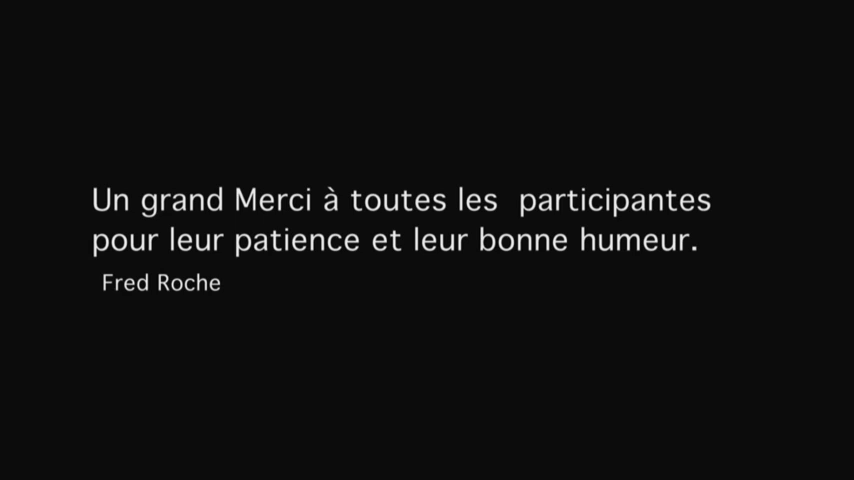 Un grand Merci à toutes les  participantes
pour leur patience et leur bonne humeur.
Fred Roche